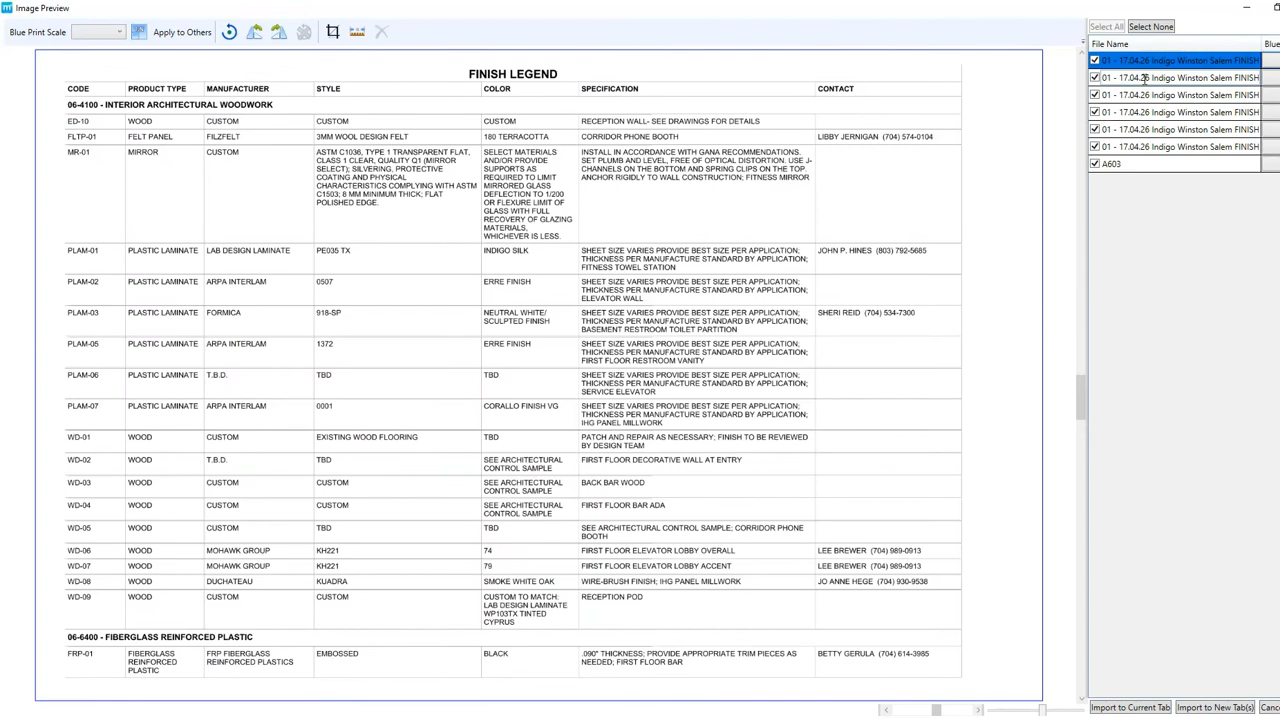 Image Preview
Blue Print Scale
Apply to Others
Select All
Select None
File Name
Blue
01 - 17.04.26 Indigo Winston Salem FINISH
01 - 17.04.26 Indigo Winston Salem FINISH
01 - 17.04.26 Indigo Winston Salem FINISH
01 - 17.04.26 Indigo Winston Salem FINISH
01 - 17.04.26 Indigo Winston Salem FINISH
01 - 17.04.26 Indigo Winston Salem FINISH
A603
FINISH LEGEND
CODE PRODUCT TYPE MANUFACTURER STYLE COLOR SPECIFICATION CONTACT
06-4100 - INTERIOR ARCHITECTURAL WOODWORK
ED-10 WOOD CUSTOM CUSTOM CUSTOM RECEPTION WALL- SEE DRAWINGS FOR DETAILS
FLTP-01 FELT PANEL FILZFELT 3MM WOOL DESIGN FELT 180 TERRACOTTA CORRIDOR PHONE BOOTH LIBBY JERNIGAN (704) 574-0104
MR-01 MIRROR CUSTOM ASTM C1036, TYPE 1 TRANSPARENT FLAT, SELECT MATERIALS INSTALL IN ACCORDANCE WITH GANA RECOMMENDATIONS.
CLASS 1 CLEAR, QUALITY Q1 (MIRROR AND/OR PROVIDE SET PLUMB AND LEVEL, FREE OF OPTICAL DISTORTION. USE J-
SELECT); SILVERING, PROTECTIVE SUPPORTS AS CHANNELS ON THE BOTTOM AND SPRING CLIPS ON THE TOP.
COATING AND PHYSICAL REQUIRED TO LIMIT ANCHOR RIGIDLY TO WALL CONSTRUCTION; FITNESS MIRROR
CHARACTERISTICS COMPLYING WITH ASTM MIRRORED GLASS
C1503; 8 MM MINIMUM THICK; FLAT DEFLECTION TO 1/200
POLISHED EDGE. OR FLEXURE LIMIT OF
GLASS WITH FULL
RECOVERY OF GLAZING
MATERIALS,
WHICHEVER IS LESS.
PLAM-01 PLASTIC LAMINATE LAB DESIGN LAMINATE PE035 TX INDIGO SILK SHEET SIZE VARIES PROVIDE BEST SIZE PER APPLICATION; JOHN P. HINES (803) 792-5685
THICKNESS PER MANUFACTURE STANDARD BY APPLICATION;
FITNESS TOWEL STATION
PLAM-02 PLASTIC LAMINATE ARPA INTERLAM 0507 ERRE FINISH SHEET SIZE VARIES PROVIDE BEST SIZE PER APPLICATION;
THICKNESS PER MANUFACTURE STANDARD BY APPLICATION;
ELEVATOR WALL
PLAM-03 PLASTIC LAMINATE FORMICA 918-SP NEUTRAL WHITE/ SHEET SIZE VARIES PROVIDE BEST SIZE PER APPLICATION; SHERI REID (704) 534-7300
SCULPTED FINISH THICKNESS PER MANUFACTURE STANDARD BY APPLICATION;
BASEMENT RESTROOM TOILET PARTITION
PLAM-05 PLASTIC LAMINATE ARPA INTERLAM 1372 ERRE FINISH SHEET SIZE VARIES PROVIDE BEST SIZE PER APPLICATION;
THICKNESS PER MANUFACTURE STANDARD BY APPLICATION;
FIRST FLOOR RESTROOM VANITY
PLAM-06 PLASTIC LAMINATE T.B.D. TBD TBD SHEET SIZE VARIES PROVIDE BEST SIZE PER APPLICATION;
THICKNESS PER MANUFACTURE STANDARD BY APPLICATION;
SERVICE ELEVATOR
PLAM-07 PLASTIC LAMINATE ARPA INTERLAM 0001 CORALLO FINISH VG SHEET SIZE VARIES PROVIDE BEST SIZE PER APPLICATION;
THICKNESS PER MANUFACTURE STANDARD BY APPLICATION;
IHG PANEL MILLWORK
WD-01 WOOD CUSTOM EXISTING WOOD FLOORING TBD PATCH AND REPAIR AS NECESSARY; FINISH TO BE REVIEWED
BY DESIGN TEAM
WD-02 WOOD T.B.D. TBD SEE ARCHITECTURAL FIRST FLOOR DECORATIVE WALL AT ENTRY
CONTROL SAMPLE
WD-03 WOOD CUSTOM CUSTOM SEE ARCHITECTURAL BACK BAR WOOD
CONTROL SAMPLE
WD-04 WOOD CUSTOM CUSTOM SEE ARCHITECTURAL FIRST FLOOR BAR ADA
CONTROL SAMPLE
WD-05 WOOD CUSTOM TBD TBD SEE ARCHITECTURAL CONTROL SAMPLE; CORRIDOR PHONE
BOOTH
WD-06 WOOD MOHAWK GROUP KH221 74 FIRST FLOOR ELEVATOR LOBBY OVERALL LEE BREWER (704) 989-0913
WD-07 WOOD MOHAWK GROUP KH221 79 FIRST FLOOR ELEVATOR LOBBY ACCENT LEE BREWER (704) 989-0913
WD-08 WOOD DUCHATEAU KUADRA SMOKE WHITE OAK WIRE-BRUSH FINISH; IHG PANEL MILLWORK JO ANNE HEGE (704) 930-9538
WD-09 WOOD CUSTOM CUSTOM CUSTOM TO MATCH: RECEPTION POD
LAB DESIGN LAMINATE
WP103TX TINTED
CYPRUS
06-6400 - FIBERGLASS REINFORCED PLASTIC
FRP-01 FIBERGLASS FRP FIBERGLASS EMBOSSED BLACK .090" THICKNESS; PROVIDE APPROPRIATE TRIM PIECES AS BETTY GERULA (704) 614-3985
REINFORCED REINFORCED PLASTICS NEEDED; FIRST FLOOR BAR
PLASTIC
Import to Current Tab
Import to New Tab(s)
Canc